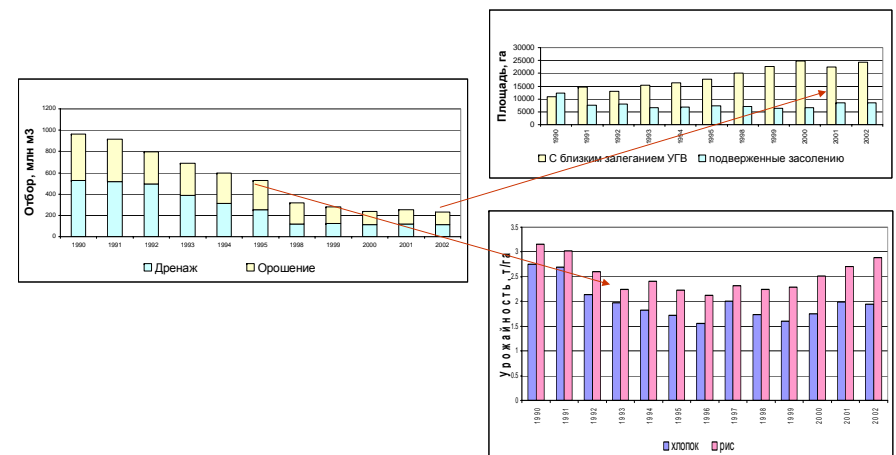 Отбор, млн м3
1200
1000
800
600
400
200
0
1990 1991 1992 1993 1994 1995 1998 1999 2000 2001 2002
Дренаж Орошение
Площадь, га
30000
25000
20000
15000
10000
5000
0
1990 1991 1992 1993 1994 1995 1998 1999 2000 2001 2002
С близким залеганием УГВ подверженные засолению
Урожайность, т/га
3.5
3
2.5
2
1.5
1
0.5
0
1990 1991 1992 1993 1994 1995 1996 1997 1998 1999 2000 2001 2002
хлопок рис